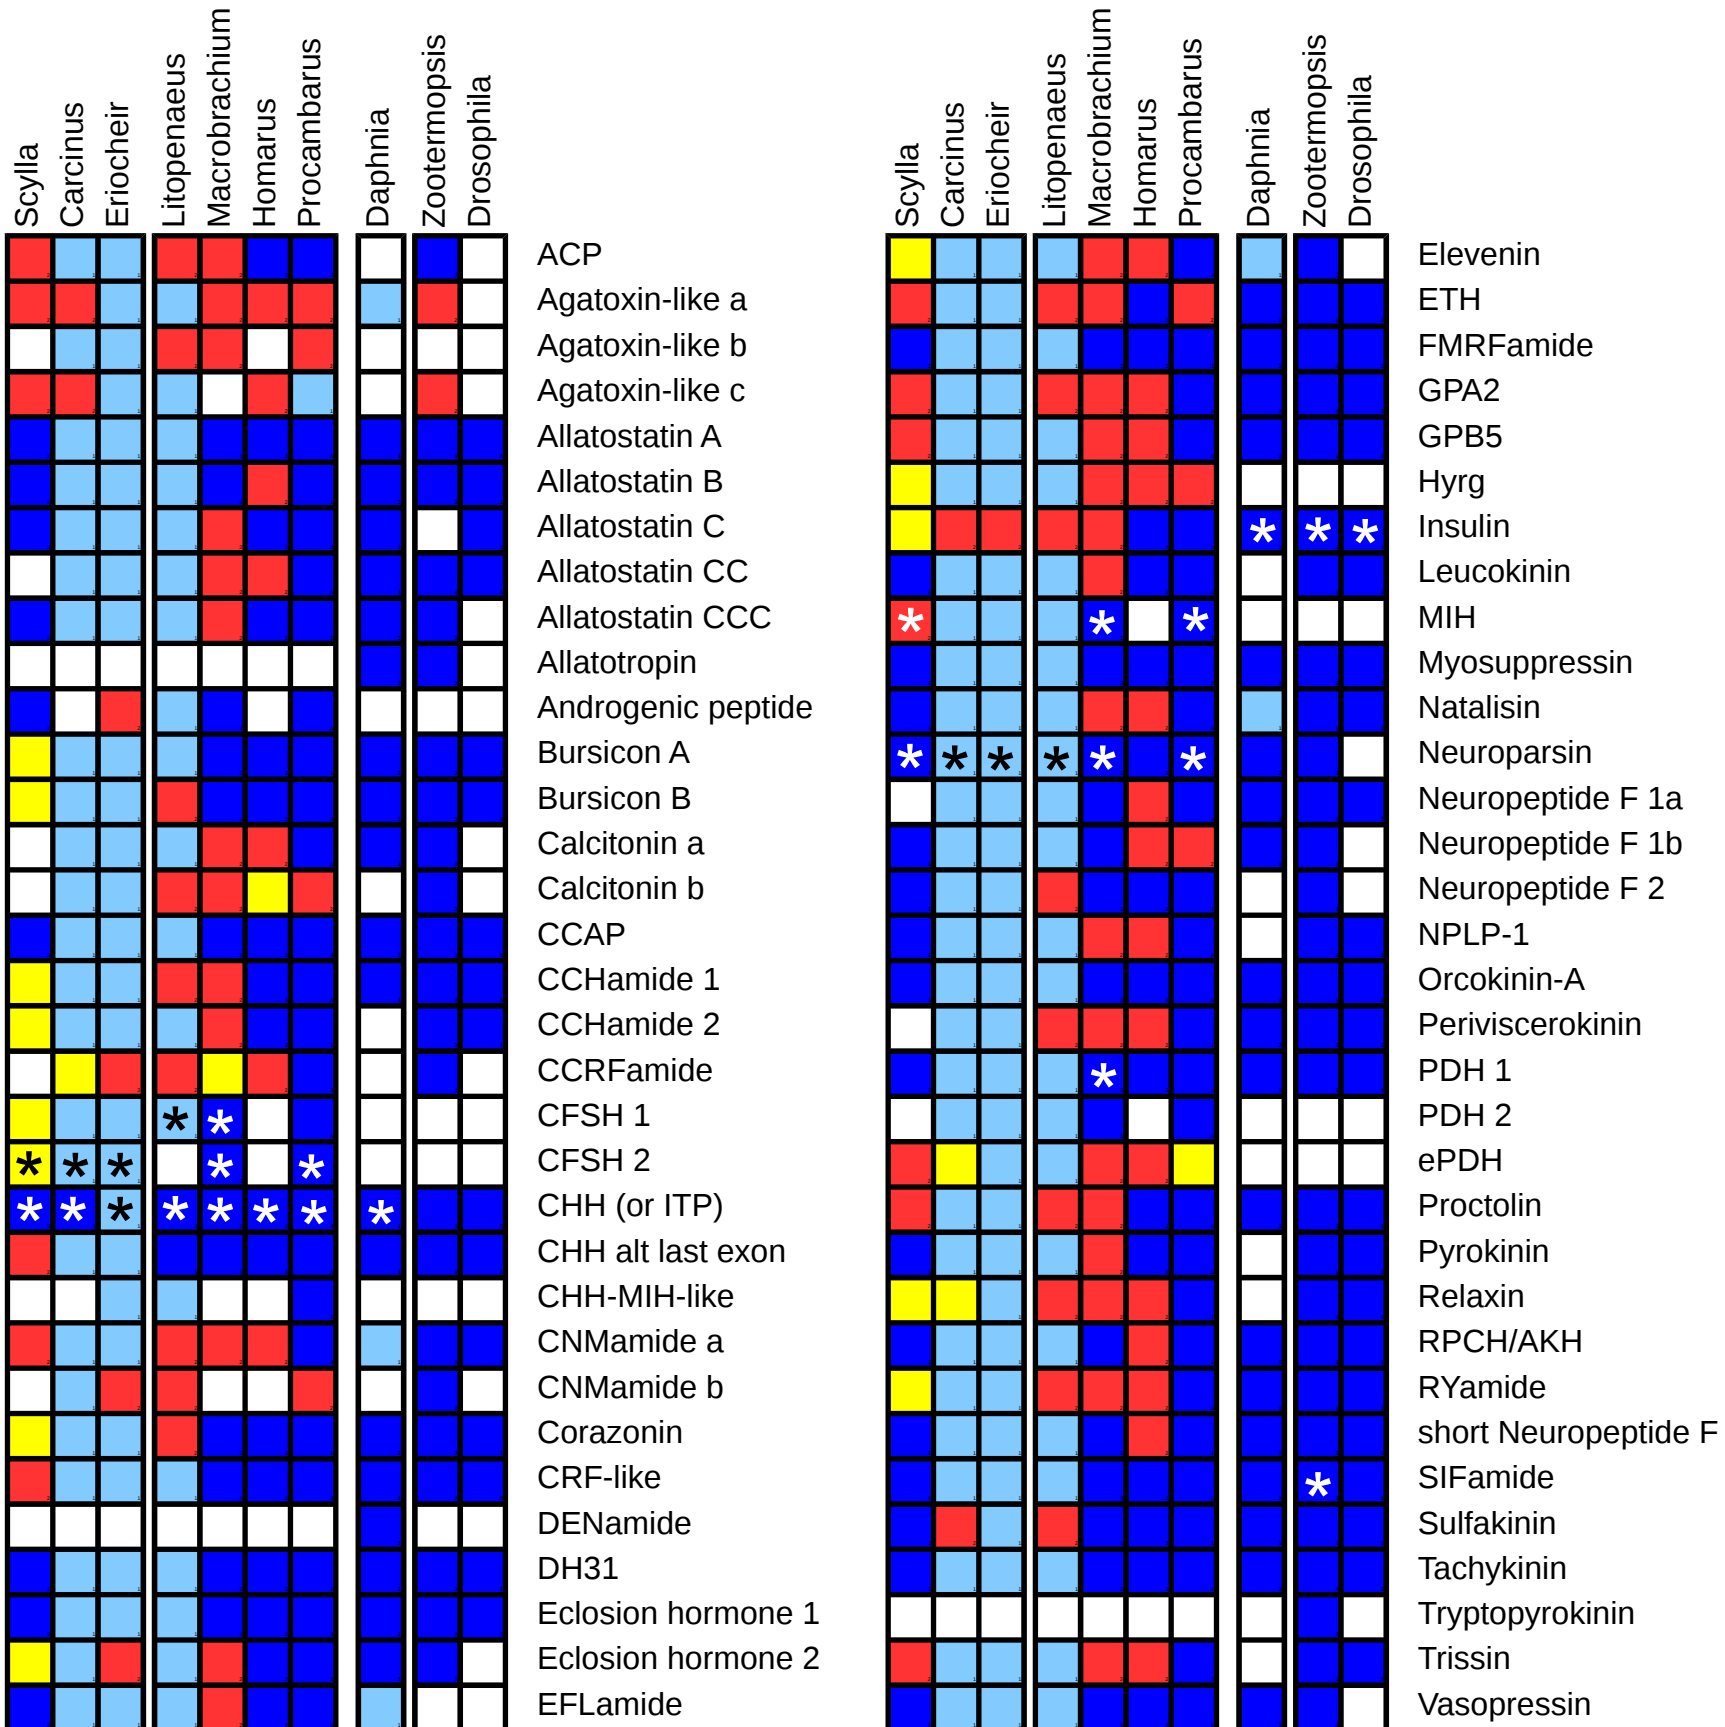 Scylla
Carcinus
Eriocheir
Litopenaeus
Macrobrachium
Homarus
Procambarus
Daphnia
Zootermopsis
Drosophila
ACP
Agatoxin-like a
Agatoxin-like b
Agatoxin-like c
Allatostatin A
Allatostatin B
Allatostatin C
Allatostatin CC
Allatostatin CCC
Allatotropin
Androgenic peptide
Bursicon A
Bursicon B
Calcitonin a
Calcitonin b
CCAP
CCHamide 1
CCHamide 2
CCRFamide
CFSH 1
CFSH 2
CHH (or ITP)
CHH alt last exon
CHH-MIH-like
CNMamide a
CNMamide b
Corazonin
CRF-like
DENamide
DH31
Eclosion hormone 1
Eclosion hormone 2
EFLamide
Scylla
Carcinus
Eriocheir
Litopenaeus
Macrobrachium
Homarus
Procambarus
Daphnia
Zootermopsis
Drosophila
Elevenin
ETH
FMRFamide
GPA2
GPB5
Hyrg
Insulin
Leucokinin
MIH
Myosuppressin
Natalisin
Neuroparsin
Neuropeptide F 1a
Neuropeptide F 1b
Neuropeptide F 2
NPLP-1
Orcokinin-A
Periviscerokinin
PDH 1
PDH 2
ePDH
Proctolin
Pyrokinin
Relaxin
RPCH/AKH
RYamide
short Neuropeptide F
SIFamide
Sulfakinin
Tachykinin
Tryptopyrokinin
Trissin
Vasopressin